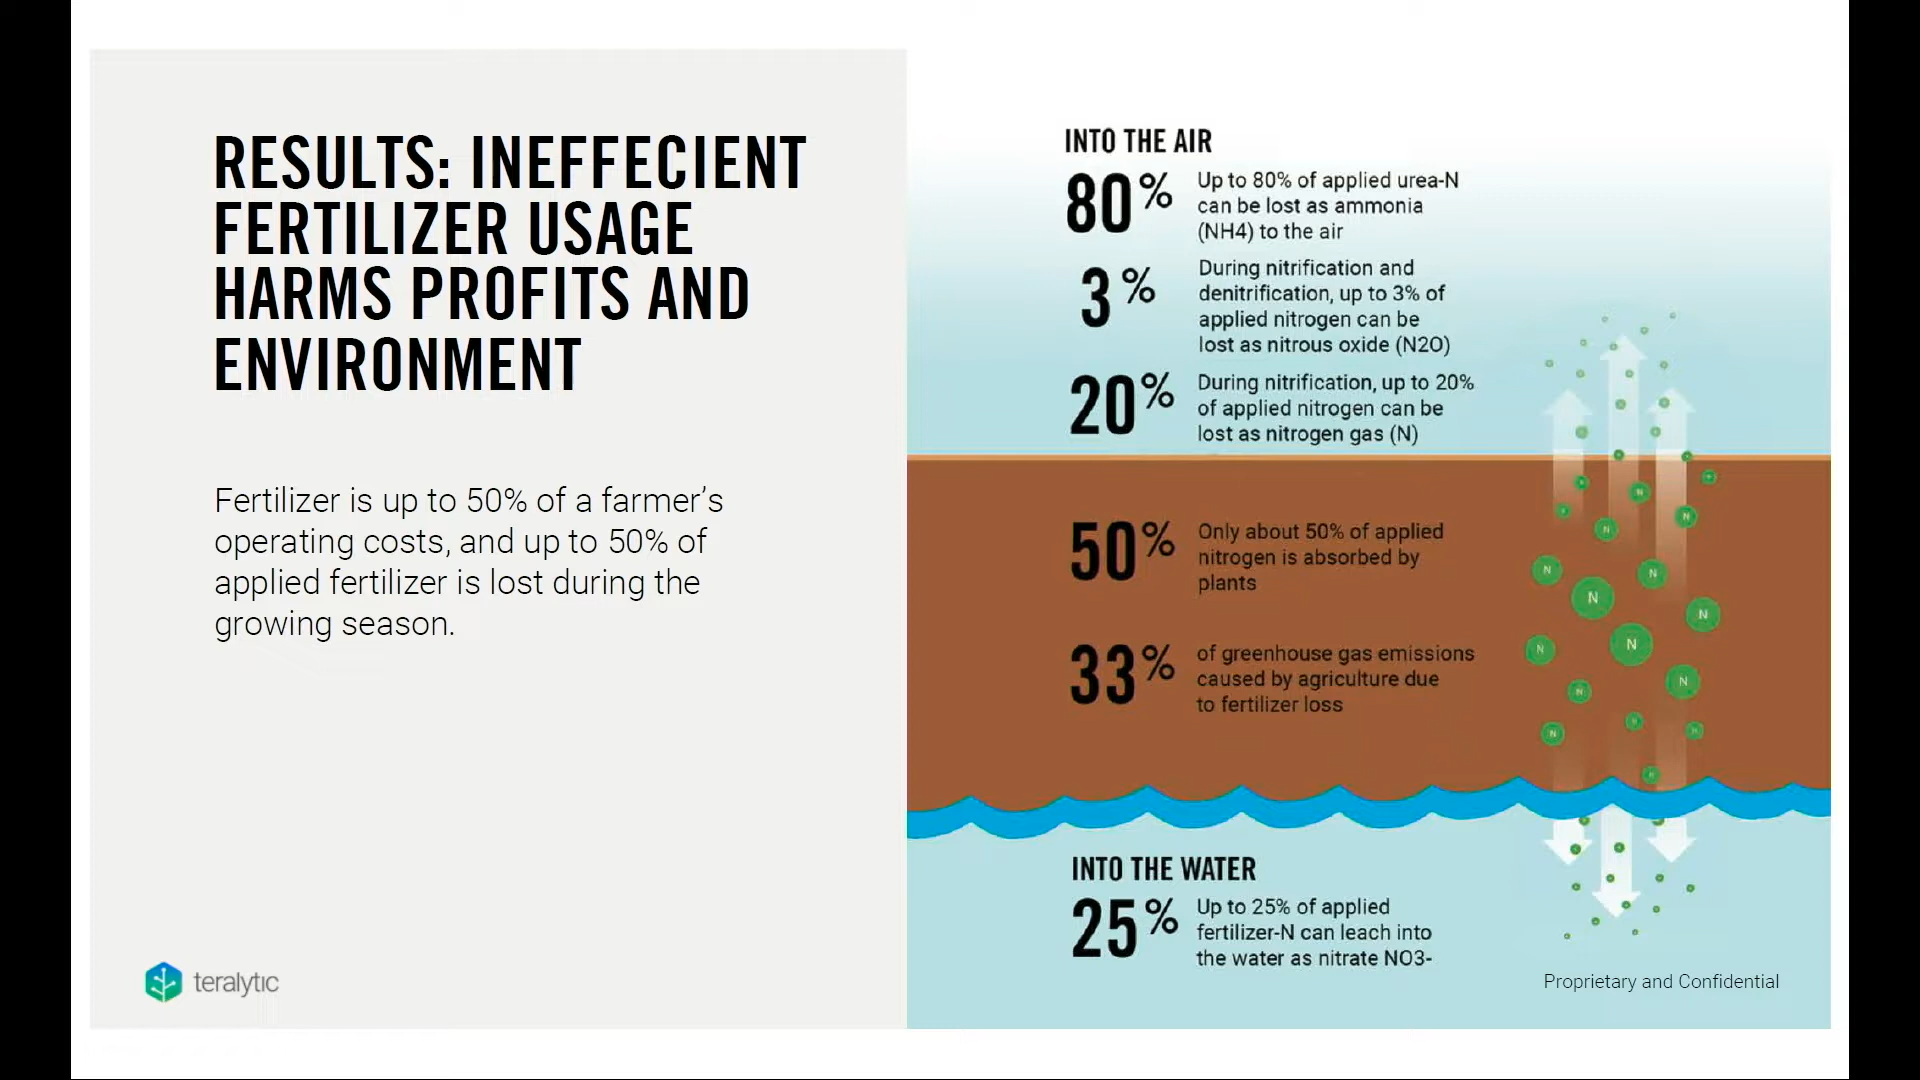 RESULTS: INEFFECIENT
FERTILIZER USAGE
HARMS PROFITS AND
ENVIRONMENT
Fertilizer is up to 50% of a farmer’s
operating costs, and up to 50% of
applied fertilizer is lost during the
growing season.
teralytic
INTO THE AIR
80%
Up to 80% of applied urea-N
can be lost as ammonia
(NH4) to the air
3%
During nitrification and
denitrification, up to 3% of
applied nitrogen can be
lost as nitrous oxide (N2O)
20%
During nitrification, up to 20%
of applied nitrogen can be
lost as nitrogen gas (N)
50%
Only about 50% of applied
nitrogen is absorbed by
plants
33%
of greenhouse gas emissions
caused by agriculture due
to fertilizer loss
N
N
N
N
N
N
N
N
N
N
N
N
N
N
INTO THE WATER
25%
Up to 25% of applied
fertilizer-N can leach into
the water as nitrate NO3-
Proprietary and Confidential